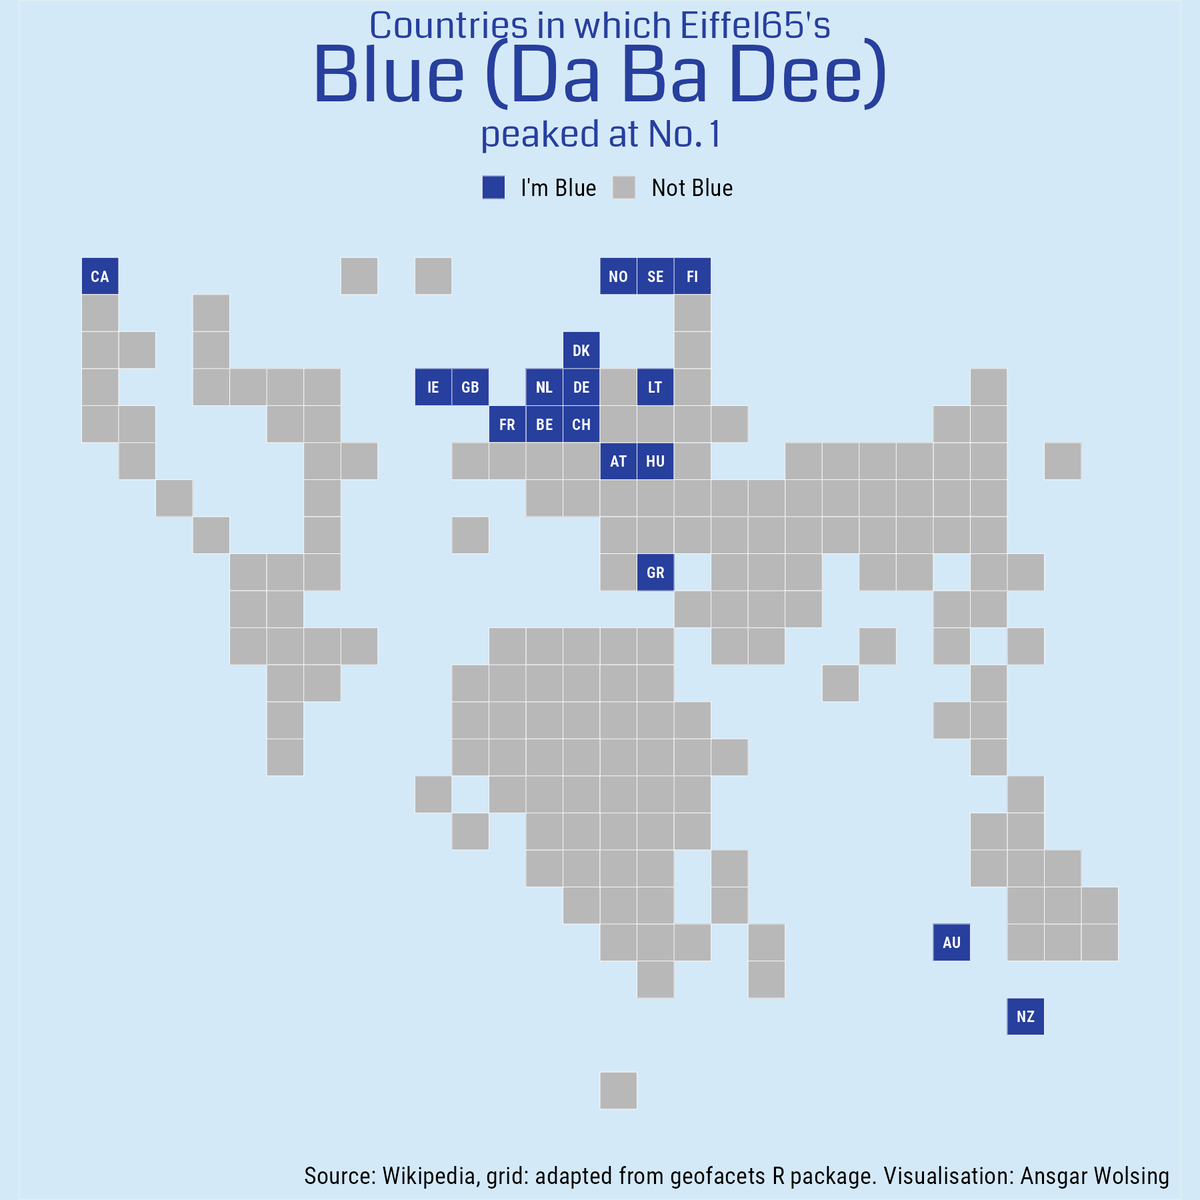 Countries in which Eiffel65's
Blue (Da Ba Dee)
peaked at No. 1
I'm Blue Not Blue
CA NO SE FI
DK
IE GB NL DE LT
FR BE CH
AT HU
GR
AU
NZ
Source: Wikipedia, grid: adapted from geofacets R package. Visualisation: Ansgar Wolsing